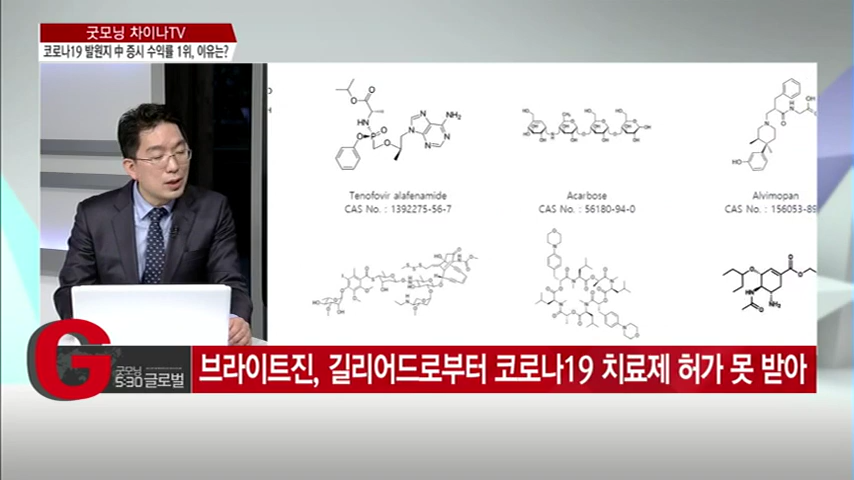 굿모닝 차이나TV
코로나19 발원지 中 증시 수익률 1위, 이유는?
Tenofovir alafenamide
CAS No. : 1392275-56-7
Acarbose
CAS No. : 56180-94-0
Alvimopan
CAS No. : 156053-89
G
굿모닝
5:30 글로벌
브라이트진, 길리어드로부터 코로나19 치료제 허가 못 받아